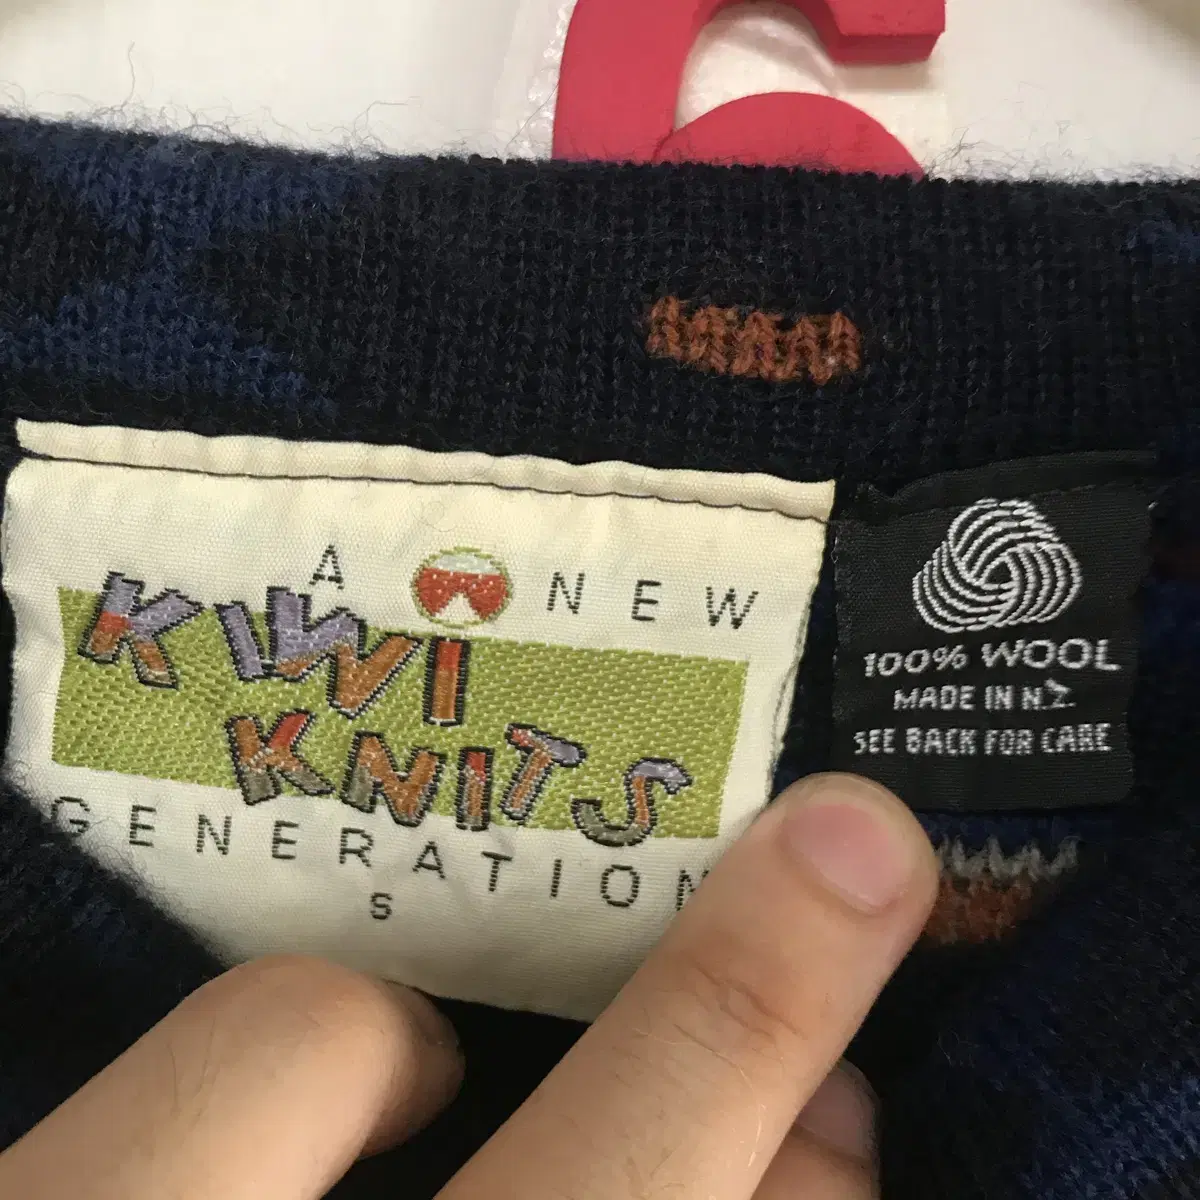 A NEW
KIWI
KNITS
GENERATION
S
100% WOOL
MADE IN N.Z.
SEE BACK FOR CARE